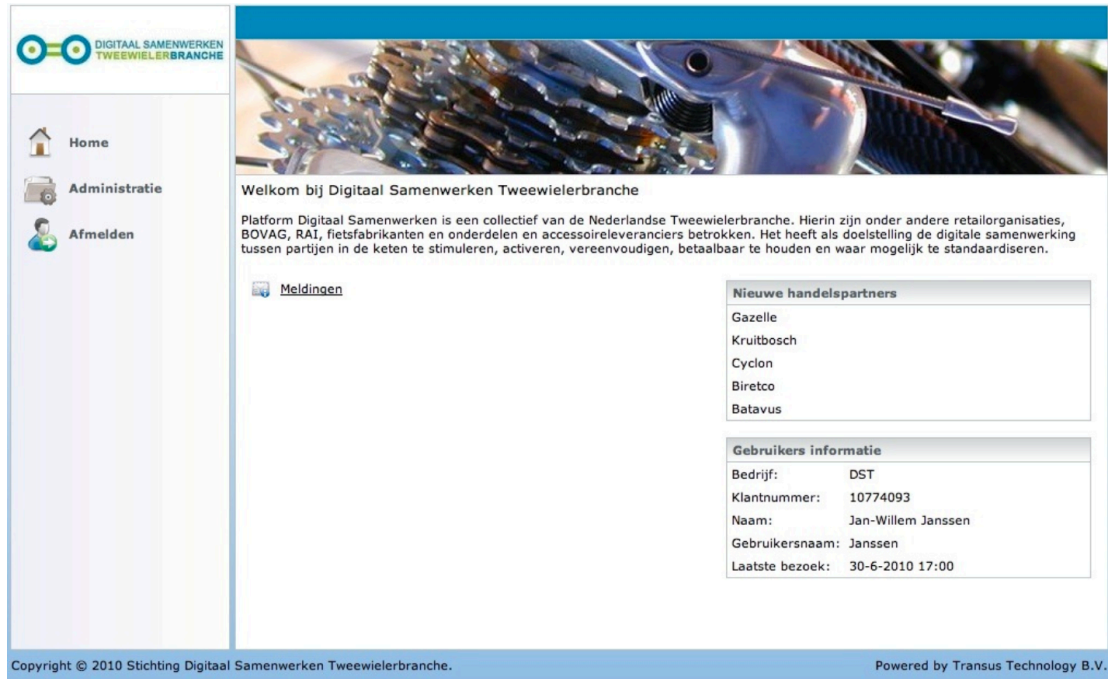 DIGITAAL SAMENWERKEN
TWEEWIELERBRANCHE
Home
Administratie
Afmelden
Welkom bij Digitaal Samenwerken Tweewielerbranche
Platform Digitaal Samenwerken is een collectief van de Nederlandse Tweewielerbranche. Hierin zijn onder andere retailorganisaties,
BOVAG, RAI, fietsfabrikanten en onderdelen en accessoireleveranciers betrokken. Het heeft als doelstelling de digitale samenwerking
tussen partijen in de keten te stimuleren, activeren, vereenvoudigen, betaalbaar te houden en waar mogelijk te standaardiseren.
Meldingen
Nieuwe handelspartners
Gazelle
Kruitbosch
Cyclon
Biretco
Batavus
Gebruikers informatie
Bedrijf: DST
Klantnummer: 10774093
Naam: Jan-Willem Janssen
Gebruikersnaam: Janssen
Laatste bezoek: 30-6-2010 17:00
Copyright © 2010 Stichting Digitaal Samenwerken Tweewielerbranche. Powered by Transus Technology B.V.